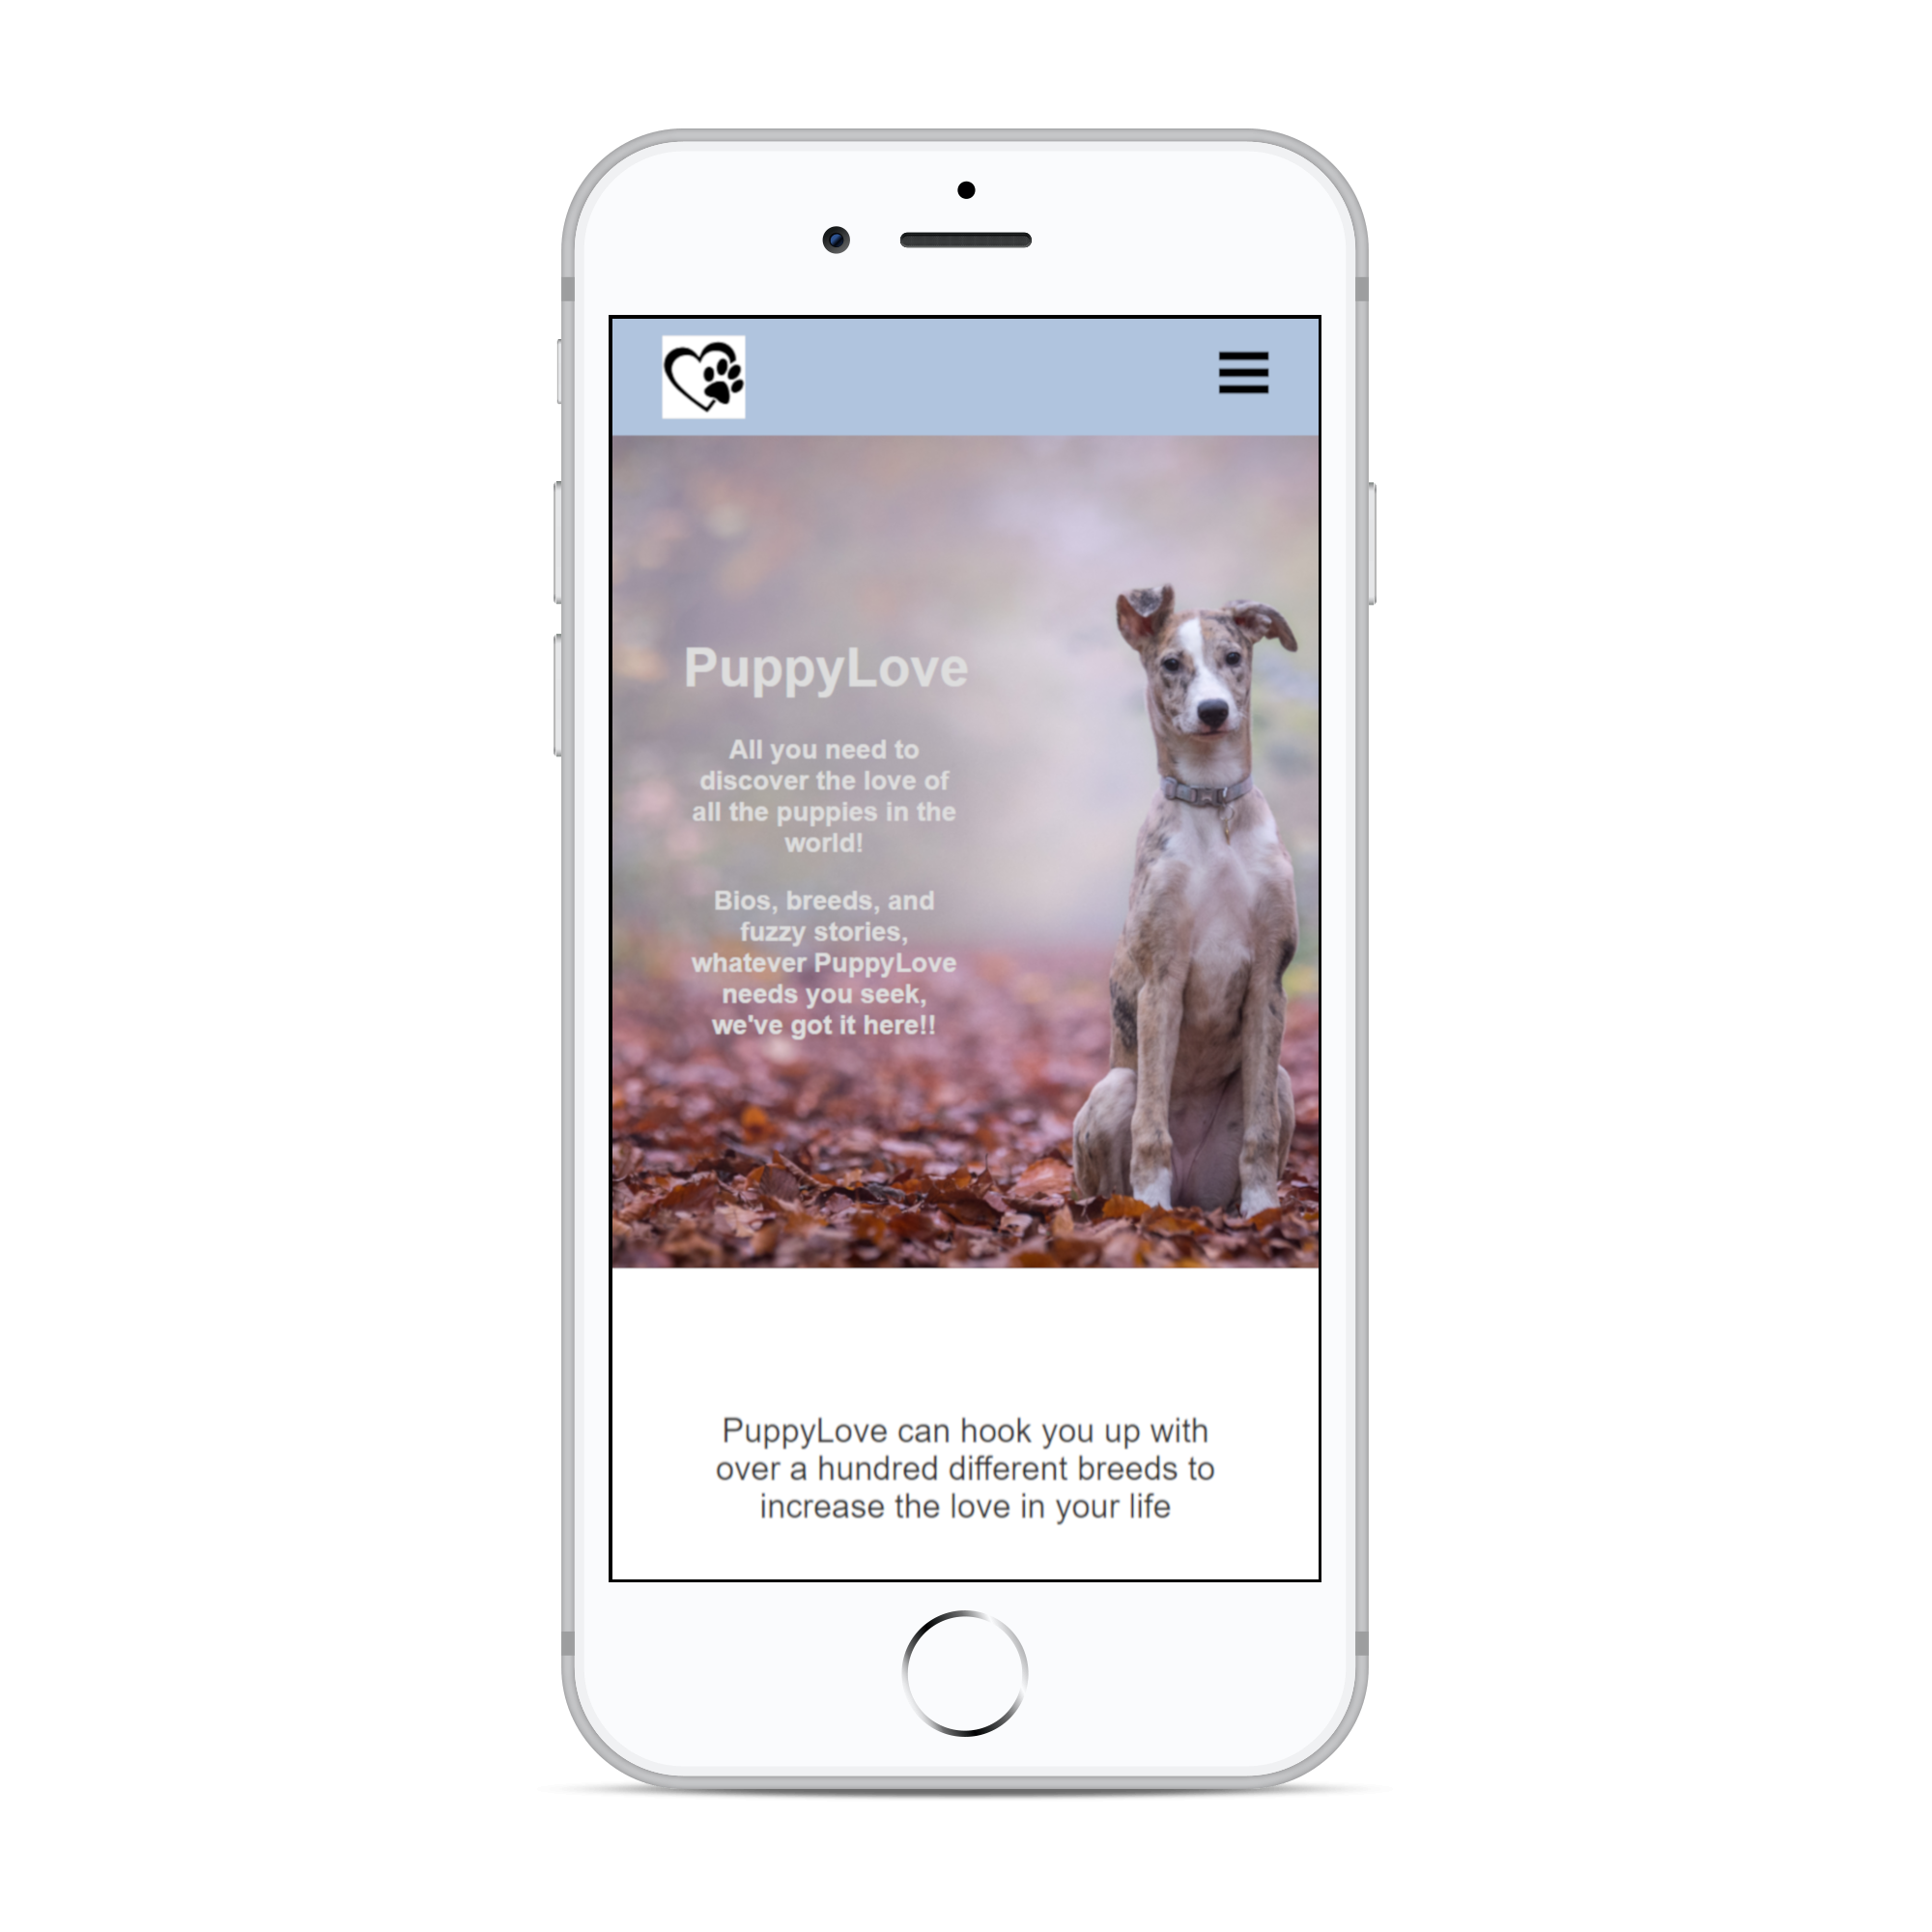 PuppyLove
All you need to
discover the love of
all the puppies in the
world!
Bios, breeds, and
fuzzy stories,
whatever PuppyLove
needs you seek,
we've got it here!!
PuppyLove can hook you up with
over a hundred different breeds to
increase the love in your life